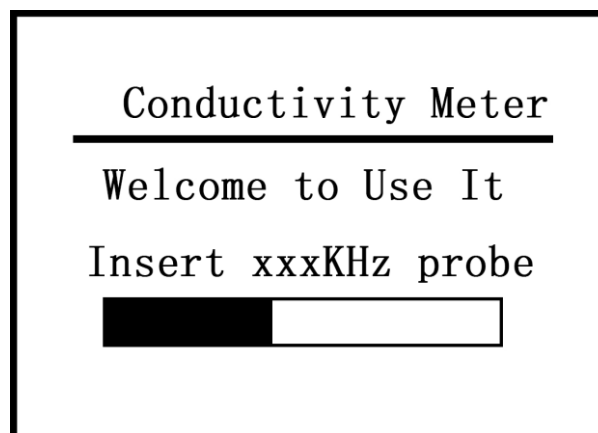 Conductivity Meter
Welcome to Use It
Insert xxxKHz probe